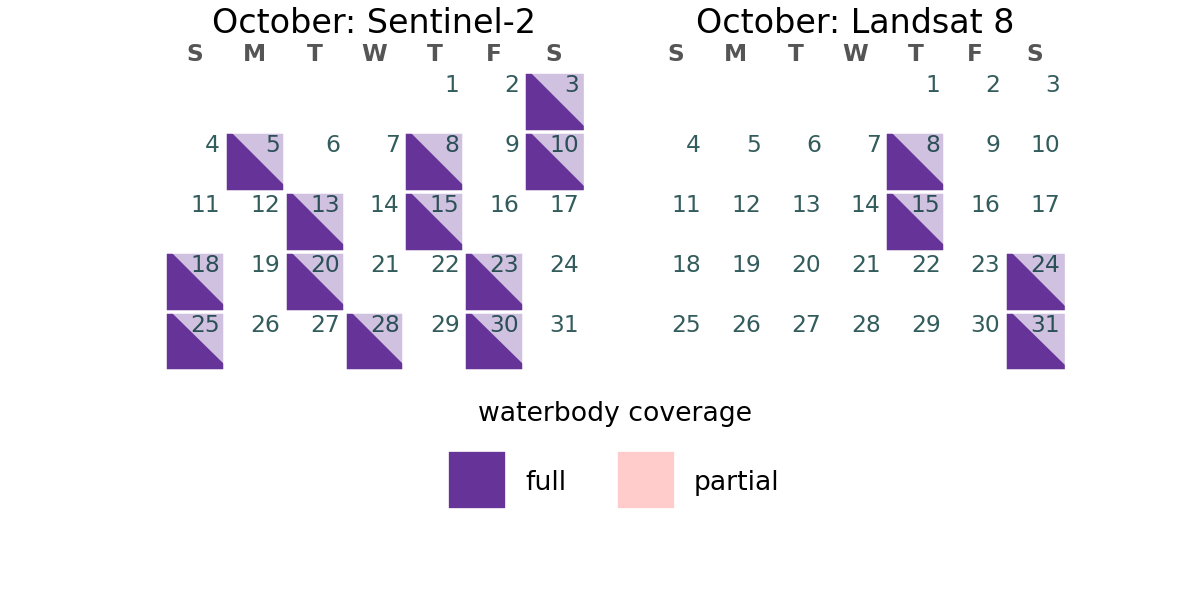 October: Sentinel-2
S M T W T F S
1 2 3
4 5 6 7 8 9 10
11 12 13 14 15 16 17
18 19 20 21 22 23 24
25 26 27 28 29 30 31
October: Landsat 8
S M T W T F S
1 2 3
4 5 6 7 8 9 10
11 12 13 14 15 16 17
18 19 20 21 22 23 24
25 26 27 28 29 30 31
waterbody coverage
full partial